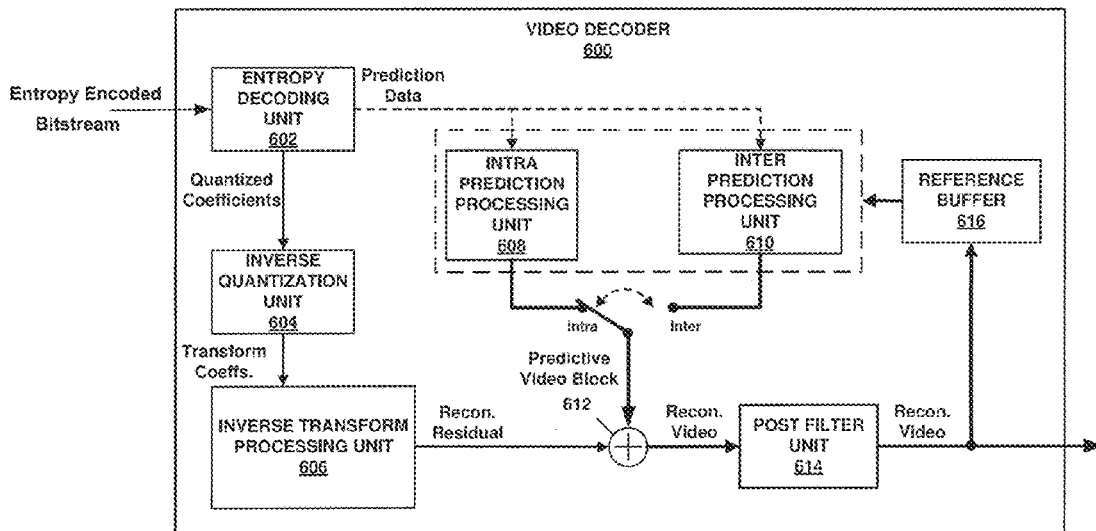 VIDEO DECODER
600
Entropy Encoded
Bitstream
ENTROPY
DECODING
UNIT
602
Prediction
Data
Quantized
Coefficients
INTRA
PREDICTION
PROCESSING
UNIT
608
INTER
PREDICTION
PROCESSING
UNIT
610
REFERENCE
BUFFER
616
INVERSE
QUANTIZATION
UNIT
604
Intra
Inter
Transform
Coeffs.
Predictive
Video Block
612
INVERSE TRANSFORM
PROCESSING UNIT
606
Recon.
Residual
Recon.
Video
POST FILTER
UNIT
614
Recon.
Video